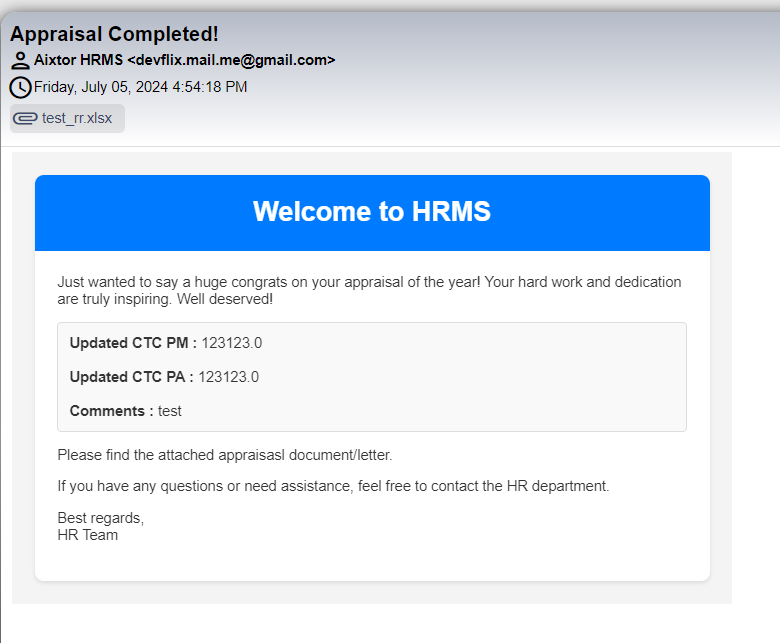 Appraisal Completed!
Aixtor HRMS <devflix.mail.me@gmail.com>
Friday, July 05, 2024 4:54:18 PM
test_rr.xlsx
Welcome to HRMS
Just wanted to say a huge congrats on your appraisal of the year! Your hard work and dedication
are truly inspiring. Well deserved!
Updated CTC PM : 123123.0
Updated CTC PA : 123123.0
Comments : test
Please find the attached appraisasl document/letter.
If you have any questions or need assistance, feel free to contact the HR department.
Best regards,
HR Team